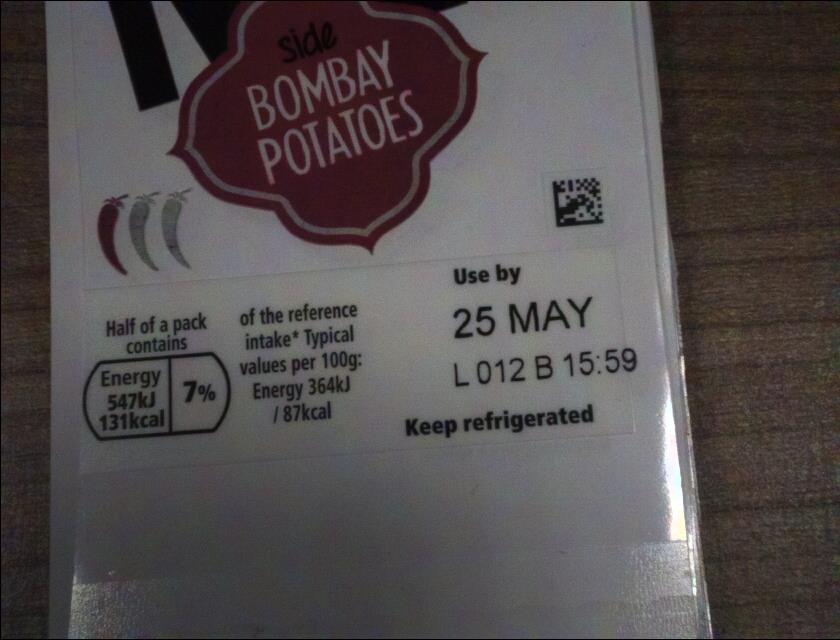 side
BOMBAY
POTATOES
Half of a pack
contains
Energy
547kJ
131kcal
7%
of the reference
intake* Typical
values per 100g:
Energy 364kJ
/ 87kcal
Use by
25 MAY
L 012 B 15:59
Keep refrigerated